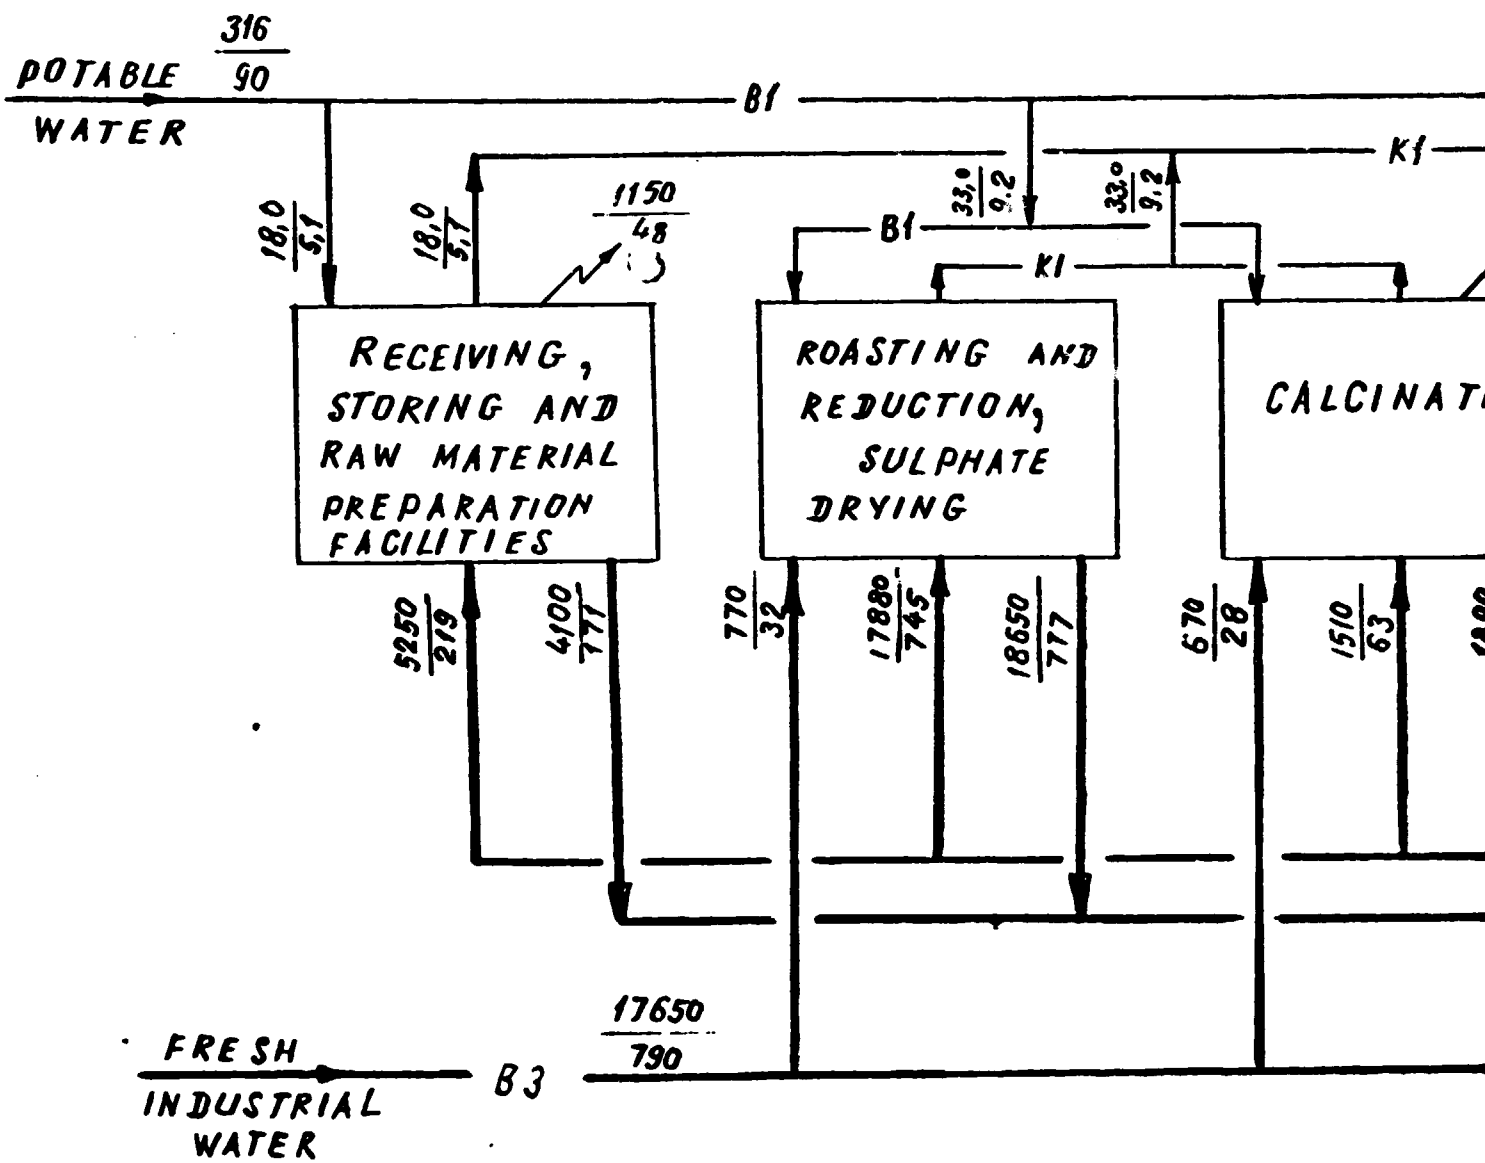 316
90
POTABLE
WATER
B1
K1
18,0
5,1
18,0
5,1
1150
48
33,0
9.2
33,0
9,2
B1
K1
RECEIVING,
STORING AND
RAW MATERIAL
PREPARATION
FACILITIES
ROASTING AND
REDUCTION,
SULPHATE
DRYING
5250
219
4100
771
770
32
17880
745
18650
777
670
28
1510
63
17650
790
FRESH
B3
INDUSTRIAL
WATER